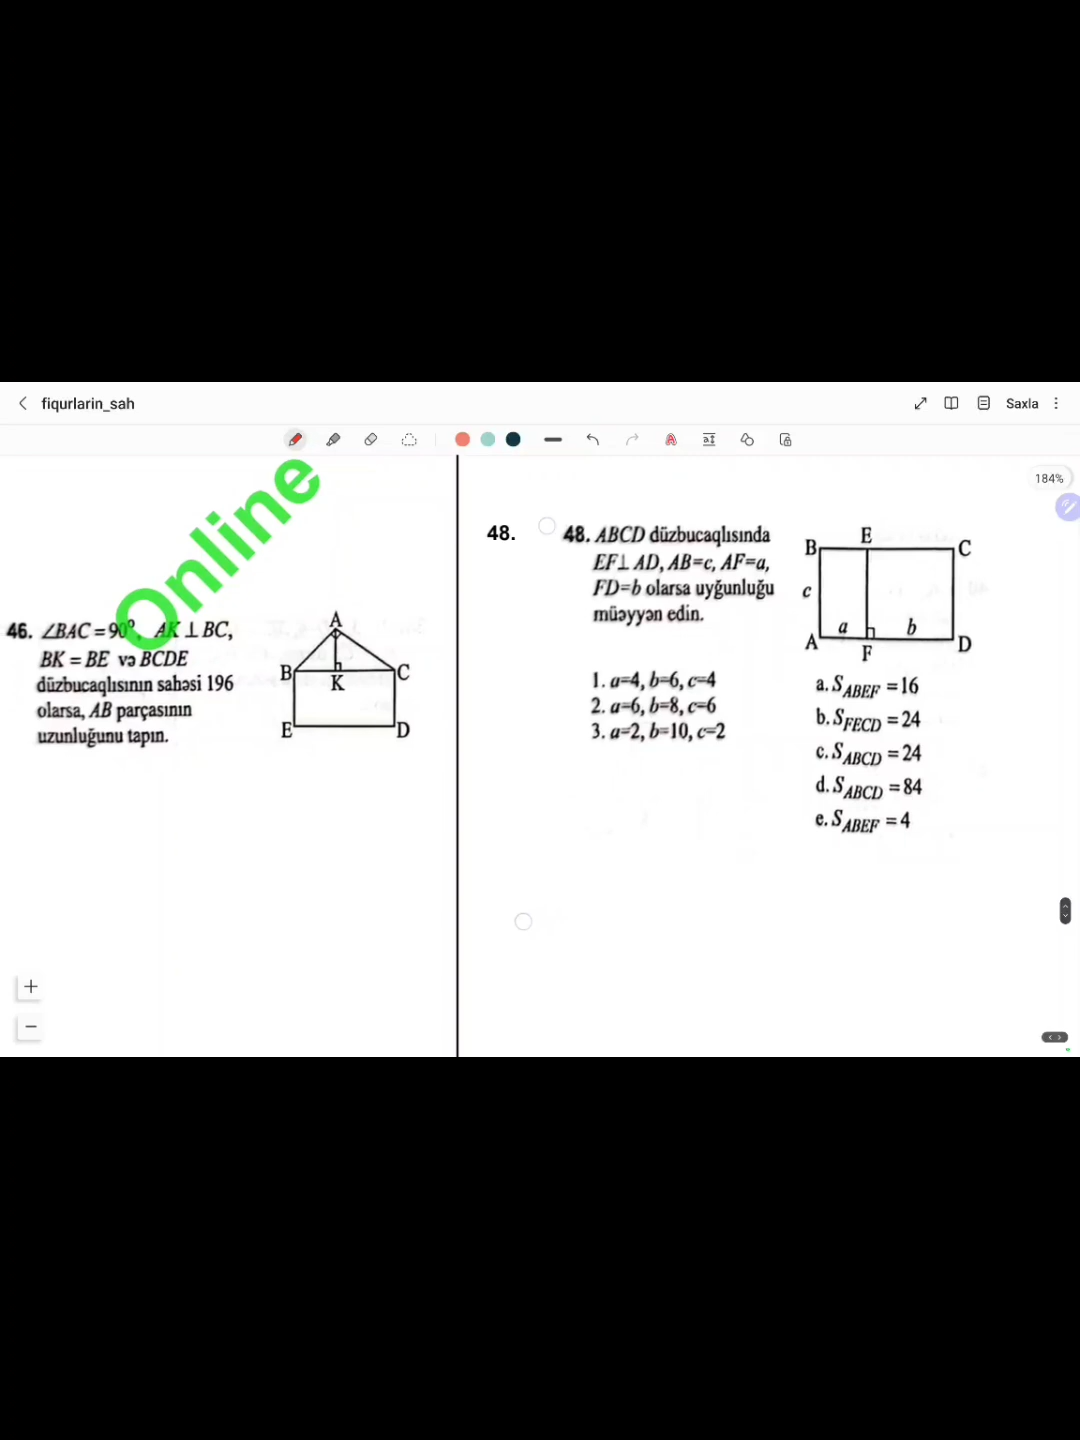 fiqurlarin_sah
Saxla
184%
Online
46. ∠BAC = 90°, AK ⊥ BC,
BK = BE və BCDE
düzbucaqlısının sahəsi 196
olarsa, AB parçasının
uzunluğunu tapın.
A
B
K
C
E
D
48.
48. ABCD düzbucaqlısında
EF⊥ AD, AB=c, AF=a,
FD=b olarsa uyğunluğu
müəyyən edin.
B
E
C
c
a
b
A
F
D
1. a=4, b=6, c=4
2. a=6, b=8, c=6
3. a=2, b=10, c=2
a. S_ABEF = 16
b. S_FECD = 24
c. S_ABCD = 24
d. S_ABCD = 84
e. S_ABEF = 4